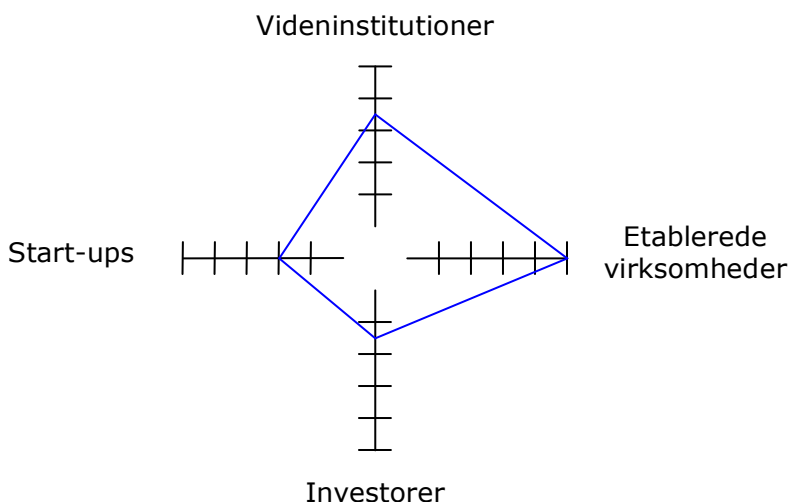 Videninstitutioner
Start-ups
Etablerede
virksomheder
Investorer